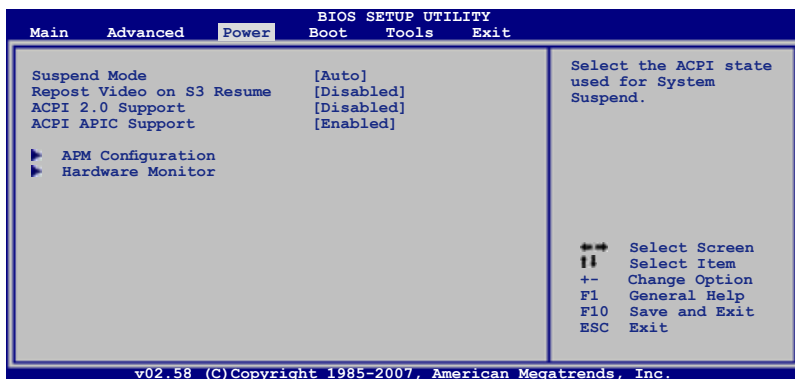 BIOS SETUP UTILITY
Main Advanced Power Boot Tools Exit
Suspend Mode [Auto]
Repost Video on S3 Resume [Disabled]
ACPI 2.0 Support [Disabled]
ACPI APIC Support [Enabled]
APM Configuration
Hardware Monitor
Select the ACPI state
used for System
Suspend.
Select Screen
Select Item
+- Change Option
F1 General Help
F10 Save and Exit
ESC Exit
v02.58 (C)Copyright 1985-2007, American Megatrends, Inc.